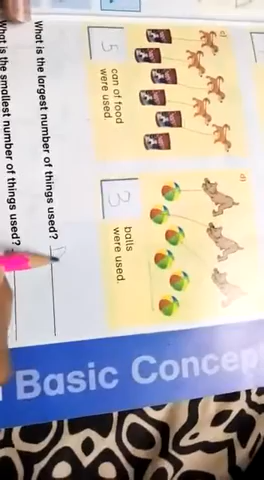 c)
5 can of food
were used.
d)
3 balls
were used.
What is the largest number of things used?
What is the smallest number of things used?
Basic Concep